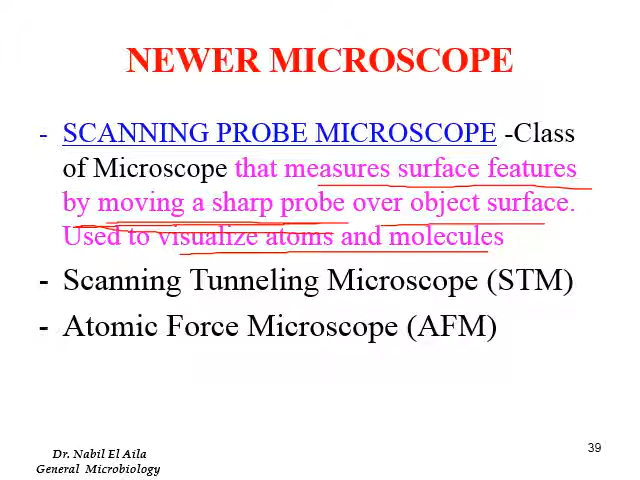 NEWER MICROSCOPE
- SCANNING PROBE MICROSCOPE -Class
of Microscope that measures surface features
by moving a sharp probe over object surface.
Used to visualize atoms and molecules
- Scanning Tunneling Microscope (STM)
- Atomic Force Microscope (AFM)
Dr. Nabil El Aila
General Microbiology
39